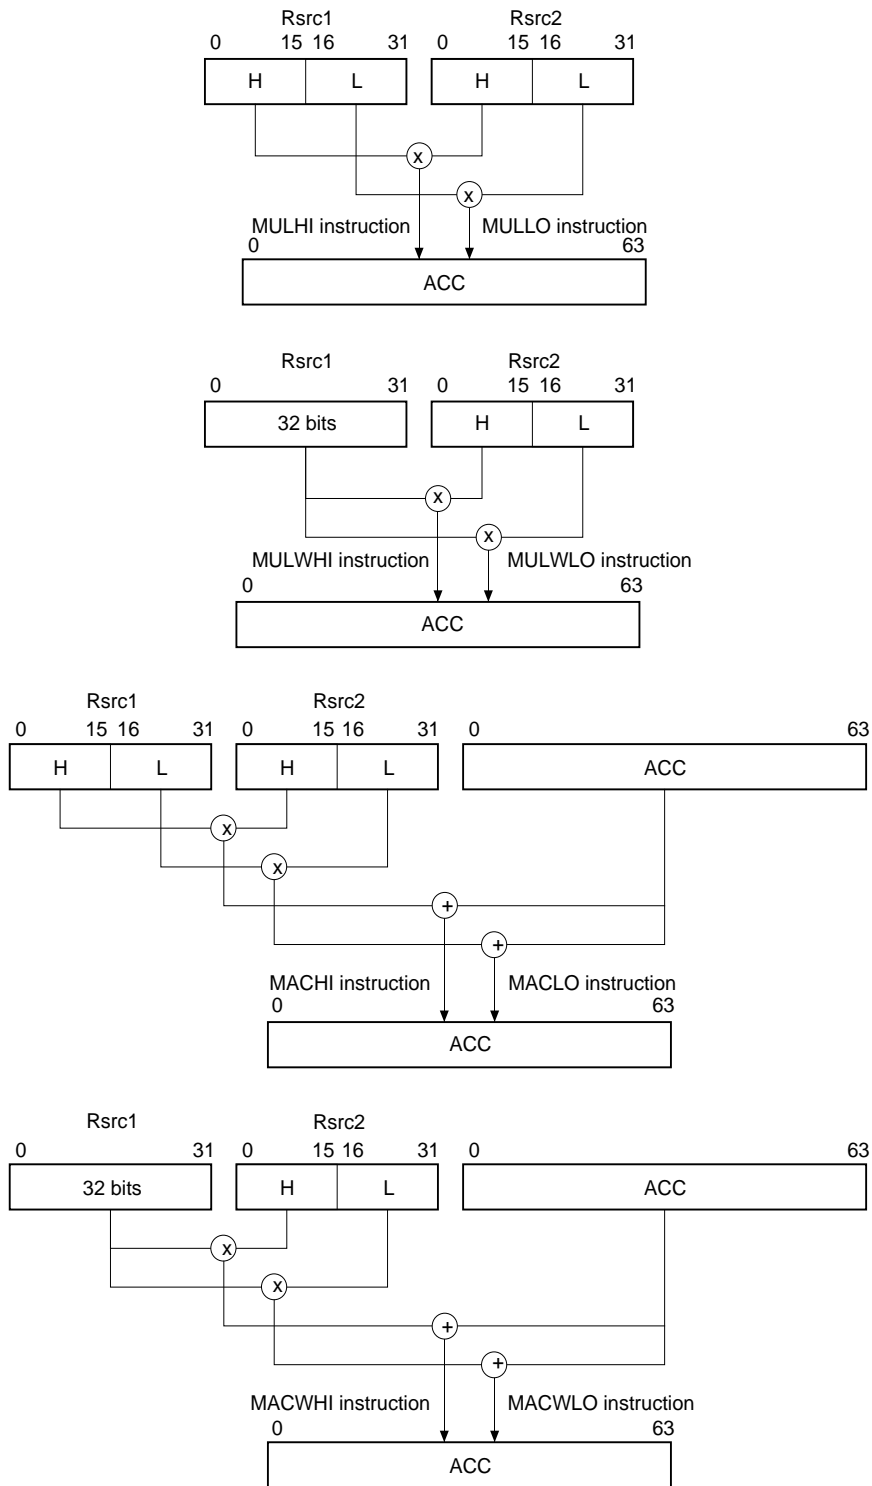 Rsrc1 Rsrc2
0 15 16 31 0 15 16 31
H L H L
x
x
MULHI instruction MULLO instruction
0 63
ACC
Rsrc1 Rsrc2
0 31 0 15 16 31
32 bits H L
x
x
MULWHI instruction MULWLO instruction
0 63
ACC
Rsrc1 Rsrc2
0 15 16 31 0 15 16 31 0 63
H L H L ACC
x
x
+
+
MACHI instruction MACLO instruction
0 63
ACC
Rsrc1 Rsrc2
0 31 0 15 16 31 0 63
32 bits H L ACC
x
x
+
+
MACWHI instruction MACWLO instruction
0 63
ACC